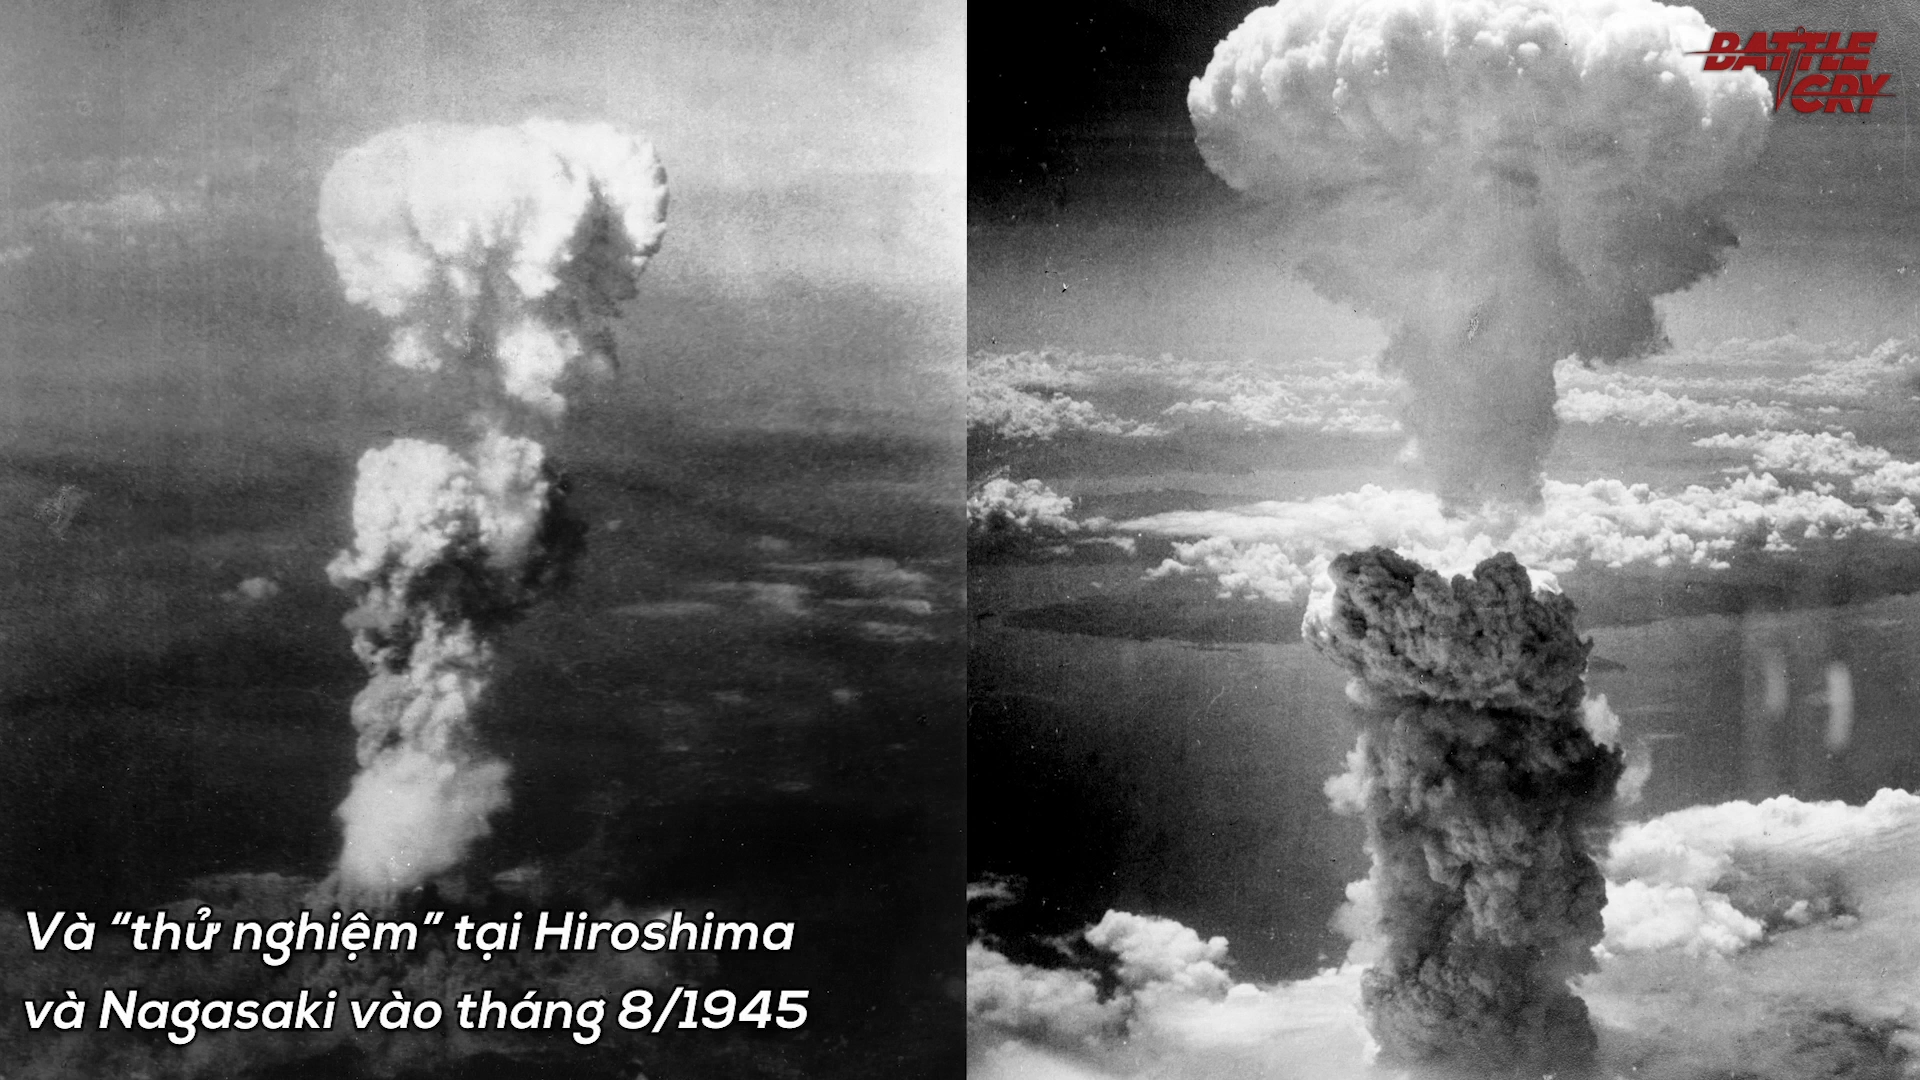 BATTLE
CRY
Và “thử nghiệm” tại Hiroshima
và Nagasaki vào tháng 8/1945